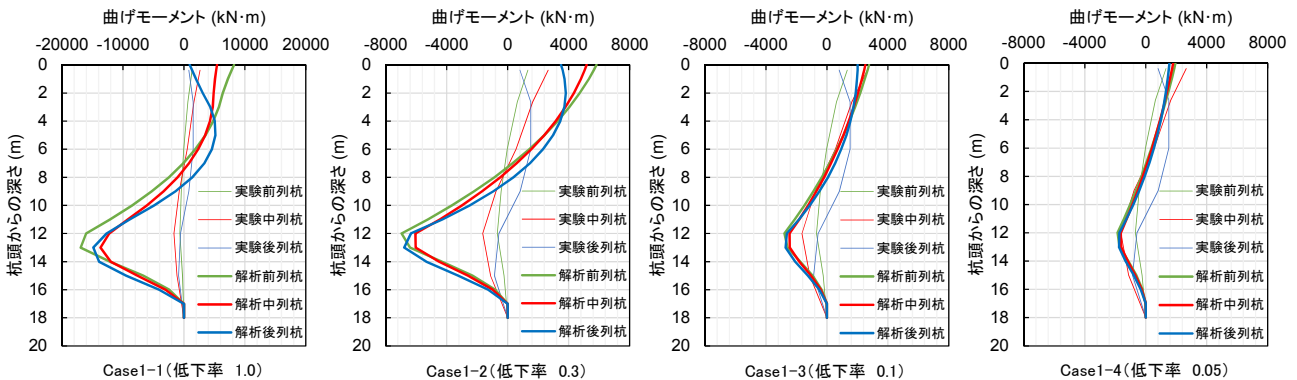 曲げモーメント (kN·m)
-20000 -10000 0 10000 20000
0
2
4
6
8
10
12
14
16
18
20
杭頭からの深さ (m)
実験前列杭
実験中列杭
実験後列杭
解析前列杭
解析中列杭
解析後列杭
Case1-1(低下率 1.0)
曲げモーメント (kN·m)
-8000 -4000 0 4000 8000
0
2
4
6
8
10
12
14
16
18
20
杭頭からの深さ (m)
実験前列杭
実験中列杭
実験後列杭
解析前列杭
解析中列杭
解析後列杭
Case1-2(低下率 0.3)
曲げモーメント (kN·m)
-8000 -4000 0 4000 8000
0
2
4
6
8
10
12
14
16
18
20
杭頭からの深さ (m)
実験前列杭
実験中列杭
実験後列杭
解析前列杭
解析中列杭
解析後列杭
Case1-3(低下率 0.1)
曲げモーメント (kN·m)
-8000 -4000 0 4000 8000
0
2
4
6
8
10
12
14
16
18
20
杭頭からの深さ (m)
実験前列杭
実験中列杭
実験後列杭
解析前列杭
解析中列杭
解析後列杭
Case1-4(低下率 0.05)